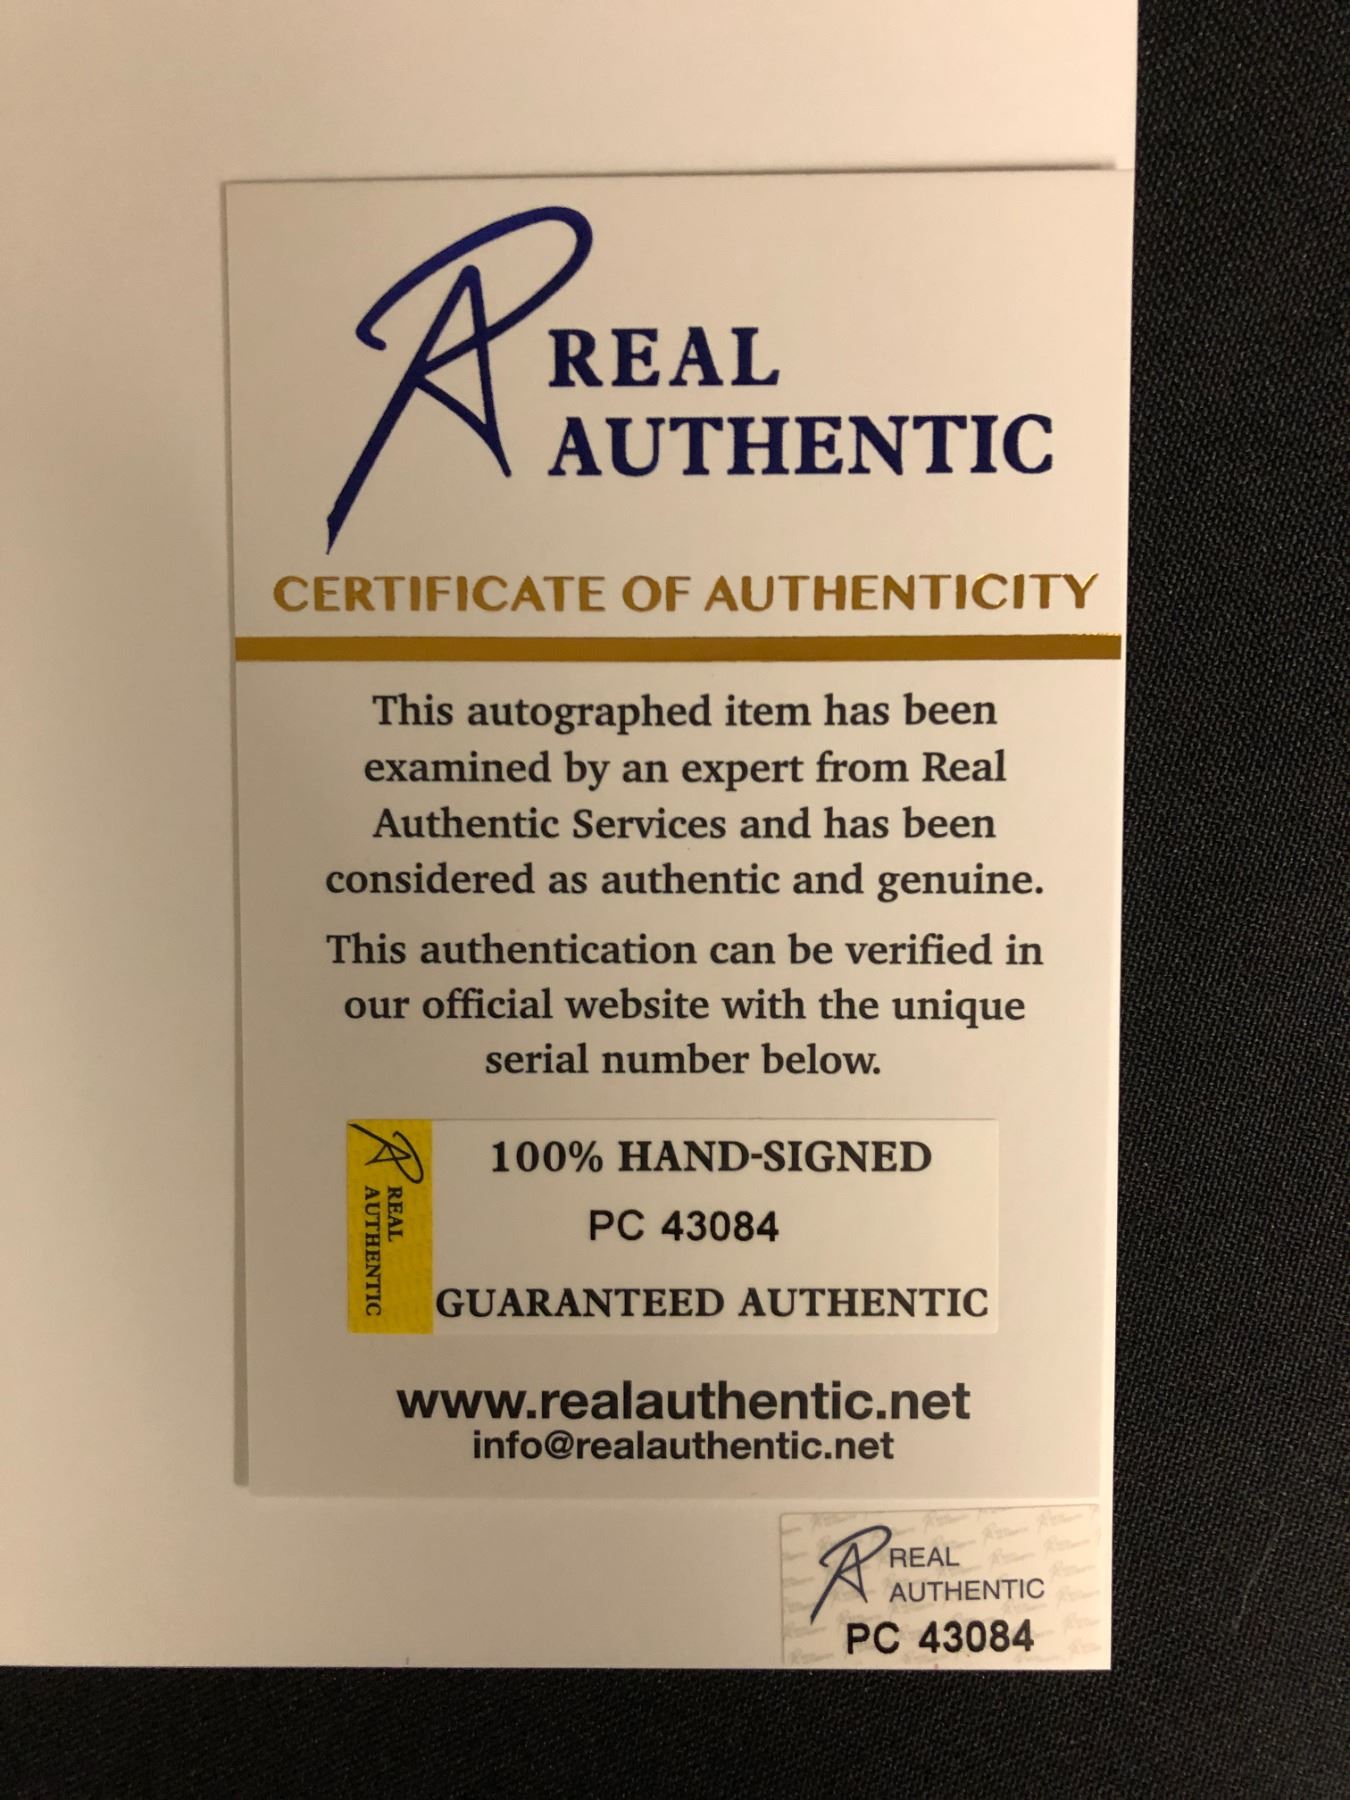 REAL
AUTHENTIC
CERTIFICATE OF AUTHENTICITY
This autographed item has been
examined by an expert from Real
Authentic Services and has been
considered as authentic and genuine.
This authentication can be verified in
our official website with the unique
serial number below.
REAL
AUTHENTIC
100% HAND-SIGNED
PC 43084
GUARANTEED AUTHENTIC
www.realauthentic.net
info@realauthentic.net
REAL
AUTHENTIC
PC 43084